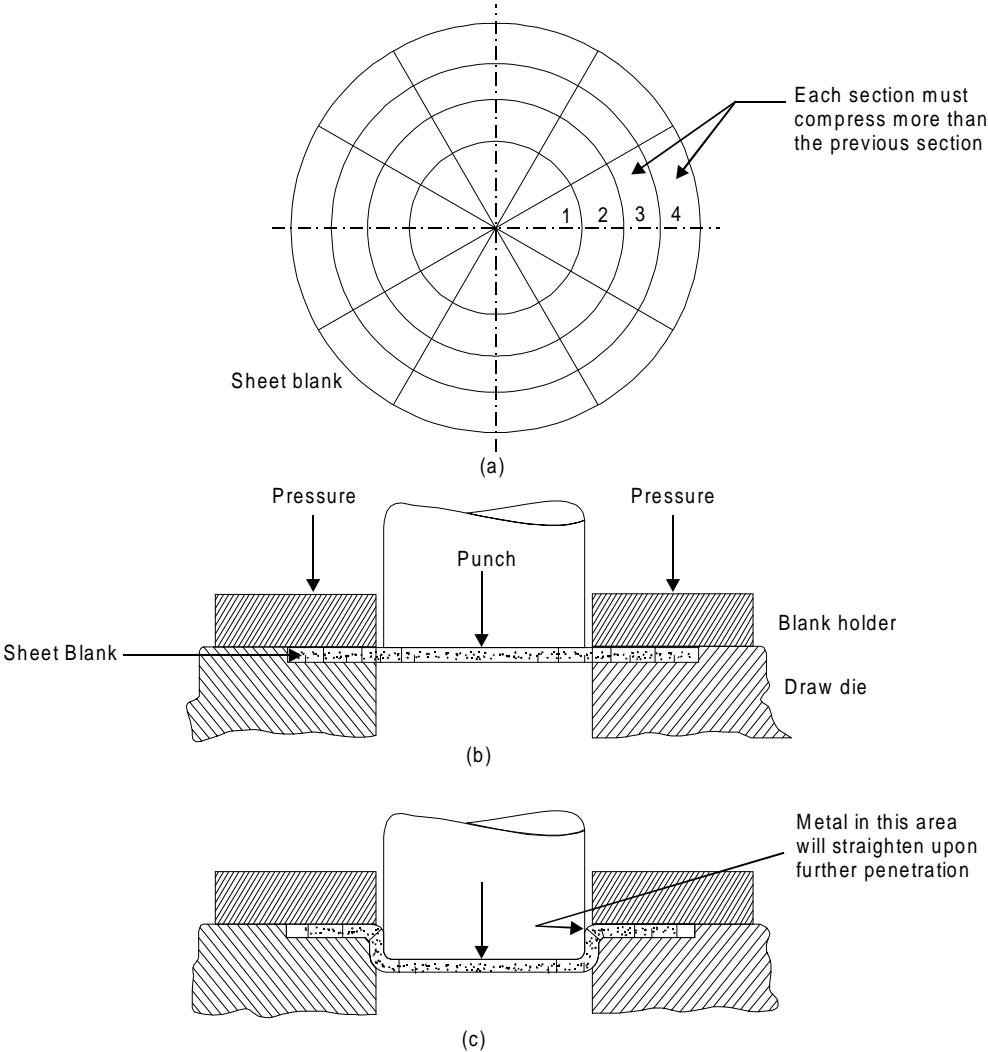 Each section must
compress more than
the previous section
1 2 3 4
Sheet blank
(a)
Pressure Pressure
Punch
Blank holder
Sheet Blank
Draw die
(b)
Metal in this area
will straighten upon
further penetration
(c)